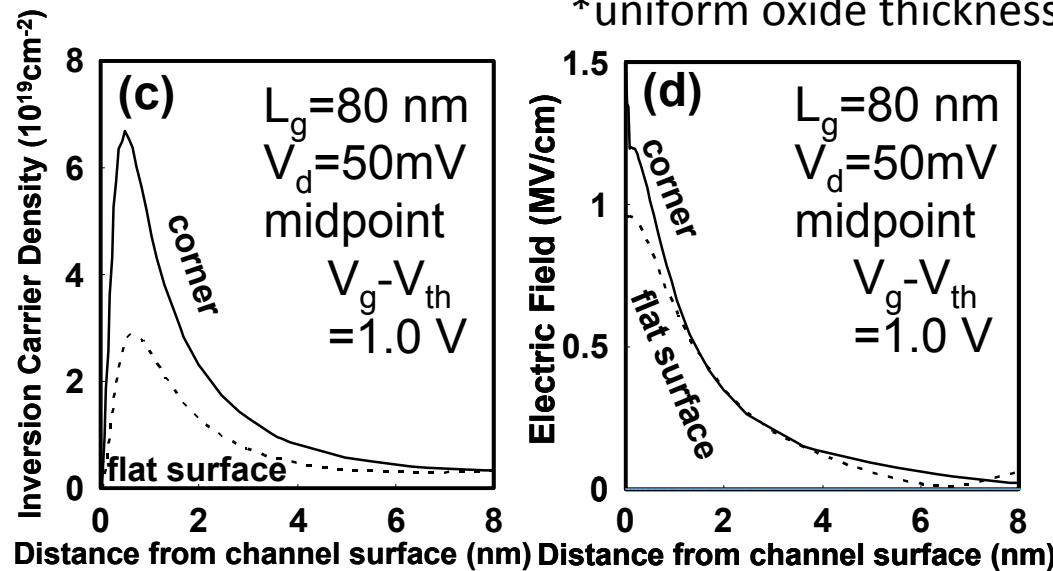 *uniform oxide thickness
Inversion Carrier Density (10¹⁹cm⁻²)
8
6
4
2
0
(c)
L_g=80 nm
V_d=50mV
midpoint
V_g-V_th
=1.0 V
corner
flat surface
0 2 4 6 8
Distance from channel surface (nm)
Electric Field (MV/cm)
1.5
1
0.5
0
(d)
L_g=80 nm
V_d=50mV
midpoint
V_g-V_th
=1.0 V
corner
flat surface
0 2 4 6 8
Distance from channel surface (nm)